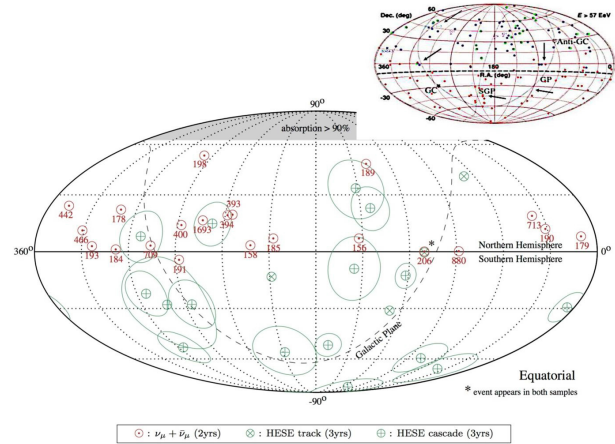 Dec. (deg) 60 E > 57 EeV
30 Anti-GC
360° 150 0
R.A. (deg)
GP
-30 GC SGP
-60
90°
absorption > 90%
198 189
442 178 393 713
466 400 1693 394 190
193 184 709 158 185 156 179
360° Northern Hemisphere 0°
191 206 * 880 Southern Hemisphere
Galactic Plane
Equatorial
-90° * event appears in both samples
: νμ + ν̄μ (2yrs) : HESE track (3yrs) : HESE cascade (3yrs)